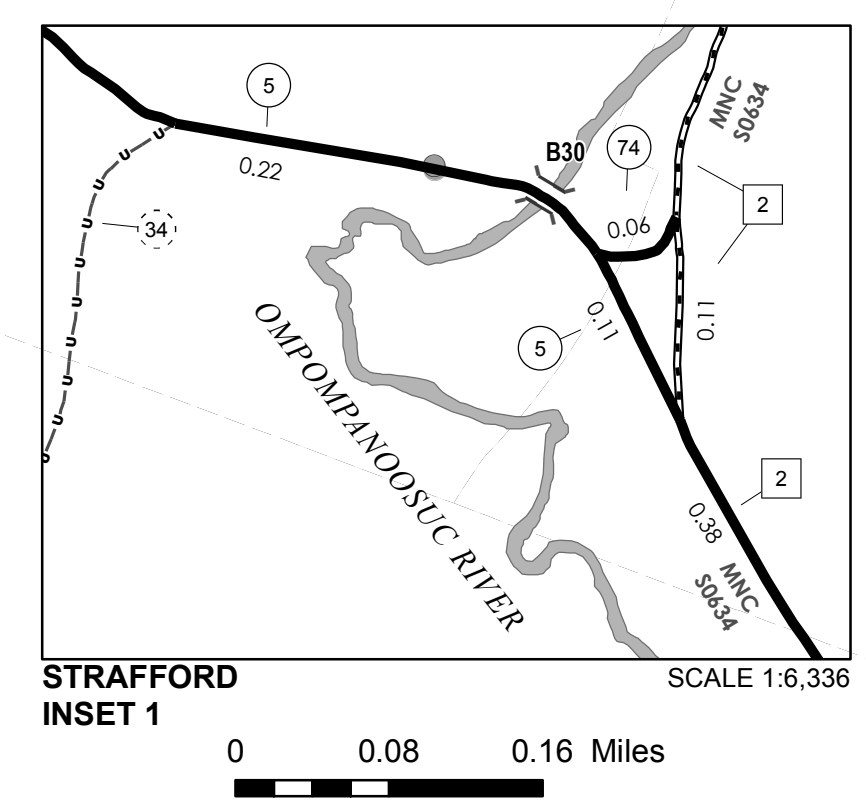 5
MNC
S0634
B30
74
0.22
2
34
0.06
0.11
0.11
5
OMPOMPANOOSUC RIVER
2
0.38
MNC
S0634
STRAFFORD
INSET 1
SCALE 1:6,336
0 0.08 0.16 Miles